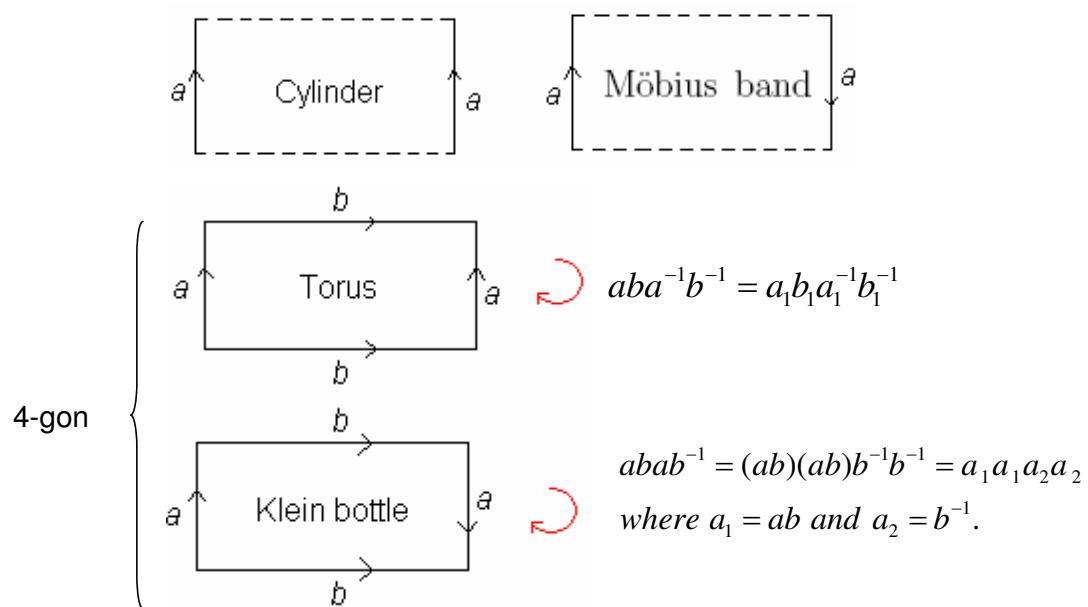 a Cylinder a
a Möbius band a
b
a Torus a
b
aba⁻¹b⁻¹ = a₁b₁a₁⁻¹b₁⁻¹
4-gon
b
a Klein bottle a
b
abab⁻¹ = (ab)(ab)b⁻¹b⁻¹ = a₁a₁a₂a₂
where a₁ = ab and a₂ = b⁻¹.